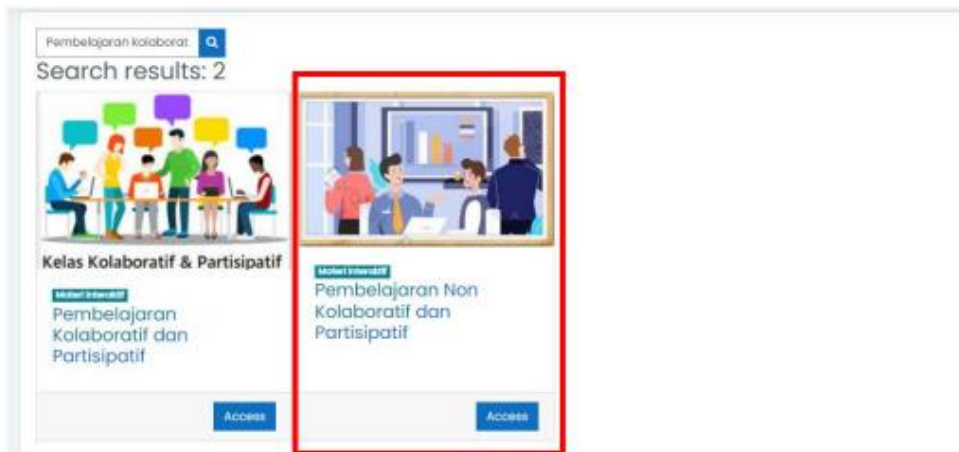 Pembelajaran kolaborat
Search results: 2
Kelas Kolaboratif & Partisipatif
Materi Interaktif
Pembelajaran
Kolaboratif dan
Partisipatif
Access
Materi Interaktif
Pembelajaran Non
Kolaboratif dan
Partisipatif
Access